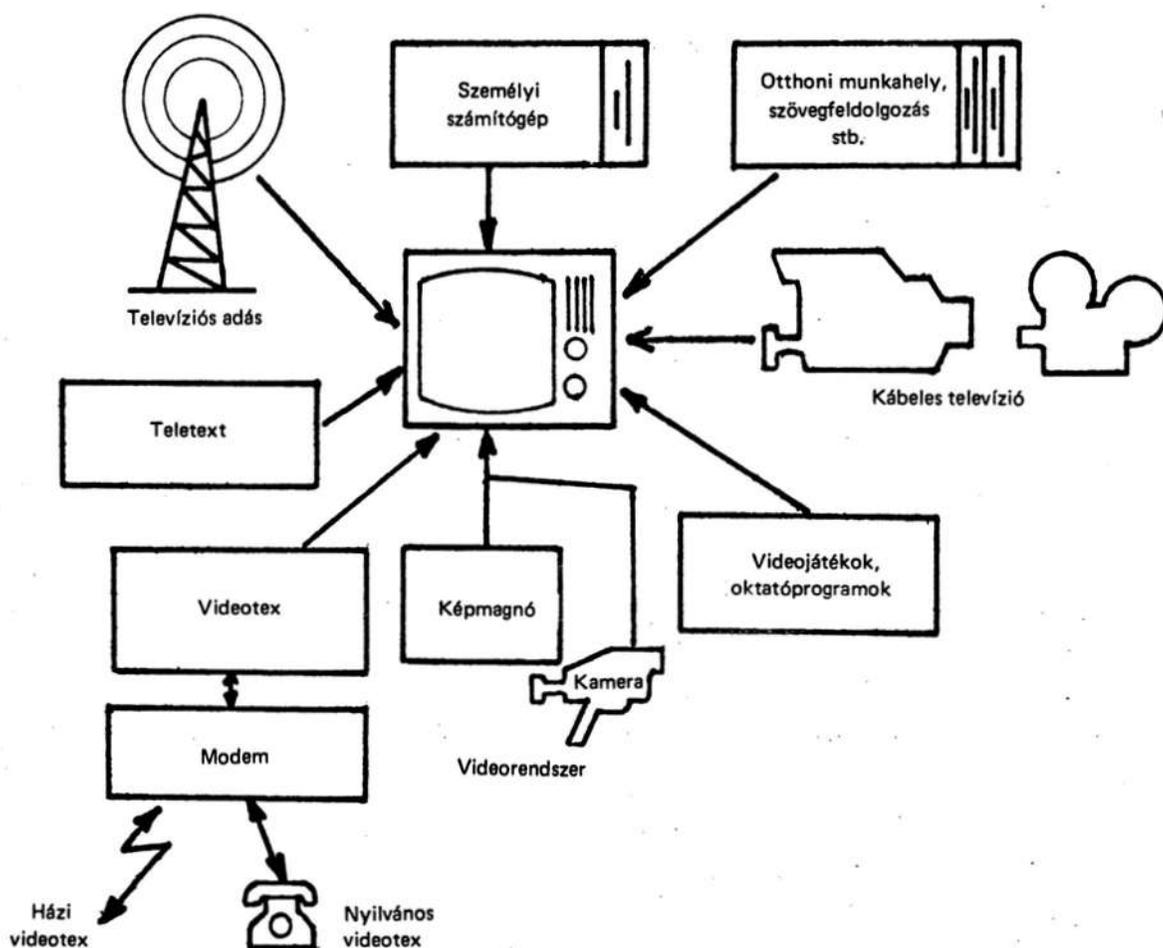 Személyi
számítógép
Otthoni munkahely,
szövegfeldolgozás
stb.
Televíziós adás
Kábeles televízió
Teletext
Videotex
Képmagnó
Videojátékok,
oktatóprogramok
Kamera
Modem
Videorendszer
Házi
videotex
Nyilvános
videotex